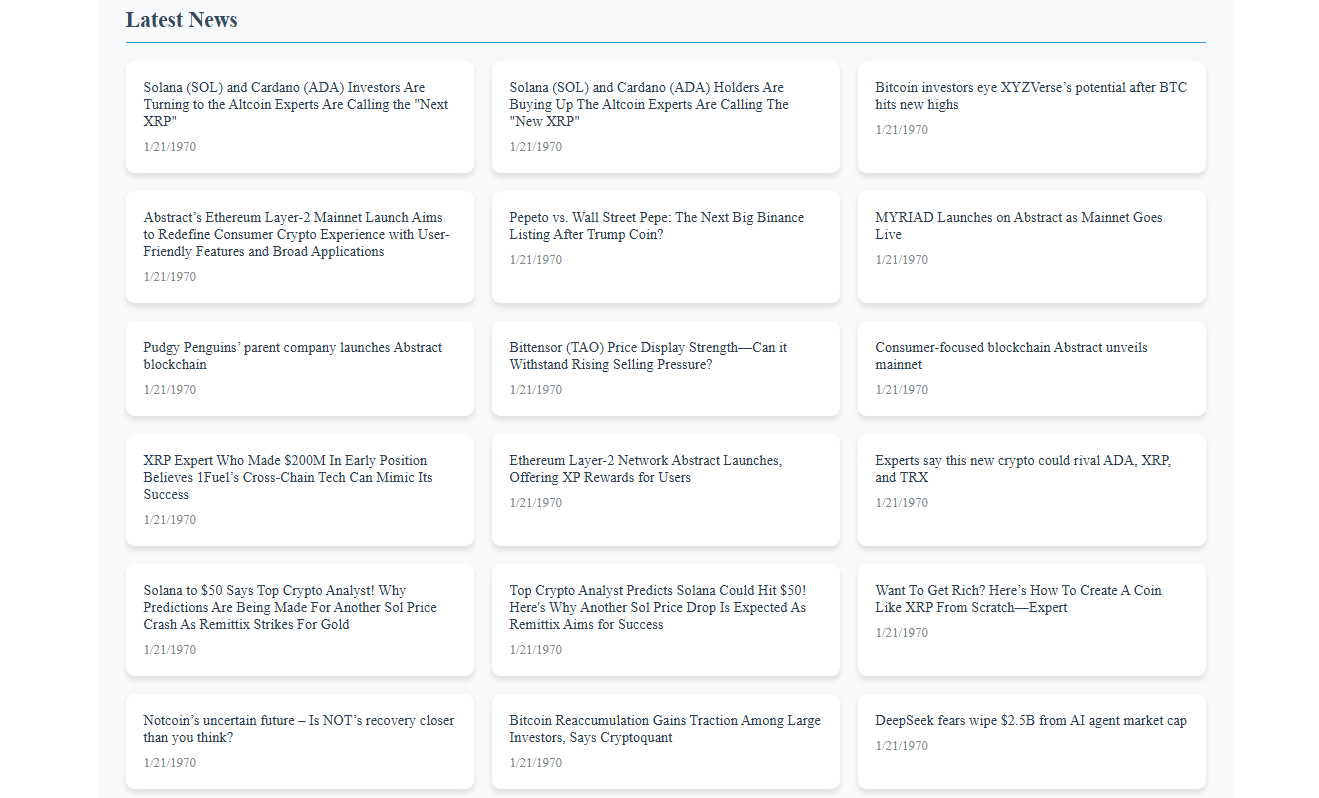 Latest News
Solana (SOL) and Cardano (ADA) Investors Are
Turning to the Altcoin Experts Are Calling the "Next
XRP"
1/21/1970
Solana (SOL) and Cardano (ADA) Holders Are
Buying Up The Altcoin Experts Are Calling The
"New XRP"
1/21/1970
Bitcoin investors eye XYZVerse’s potential after BTC
hits new highs
1/21/1970
Abstract’s Ethereum Layer-2 Mainnet Launch Aims
to Redefine Consumer Crypto Experience with User-
Friendly Features and Broad Applications
1/21/1970
Pepeto vs. Wall Street Pepe: The Next Big Binance
Listing After Trump Coin?
1/21/1970
MYRIAD Launches on Abstract as Mainnet Goes
Live
1/21/1970
Pudgy Penguins’ parent company launches Abstract
blockchain
1/21/1970
Bittensor (TAO) Price Display Strength—Can it
Withstand Rising Selling Pressure?
1/21/1970
Consumer-focused blockchain Abstract unveils
mainnet
1/21/1970
XRP Expert Who Made $200M In Early Position
Believes 1Fuel’s Cross-Chain Tech Can Mimic Its
Success
1/21/1970
Ethereum Layer-2 Network Abstract Launches,
Offering XP Rewards for Users
1/21/1970
Experts say this new crypto could rival ADA, XRP,
and TRX
1/21/1970
Solana to $50 Says Top Crypto Analyst! Why
Predictions Are Being Made For Another Sol Price
Crash As Remittix Strikes For Gold
1/21/1970
Top Crypto Analyst Predicts Solana Could Hit $50!
Here's Why Another Sol Price Drop Is Expected As
Remittix Aims for Success
1/21/1970
Want To Get Rich? Here’s How To Create A Coin
Like XRP From Scratch—Expert
1/21/1970
Notcoin’s uncertain future – Is NOT’s recovery closer
than you think?
1/21/1970
Bitcoin Reaccumulation Gains Traction Among Large
Investors, Says Cryptoquant
1/21/1970
DeepSeek fears wipe $2.5B from AI agent market cap
1/21/1970